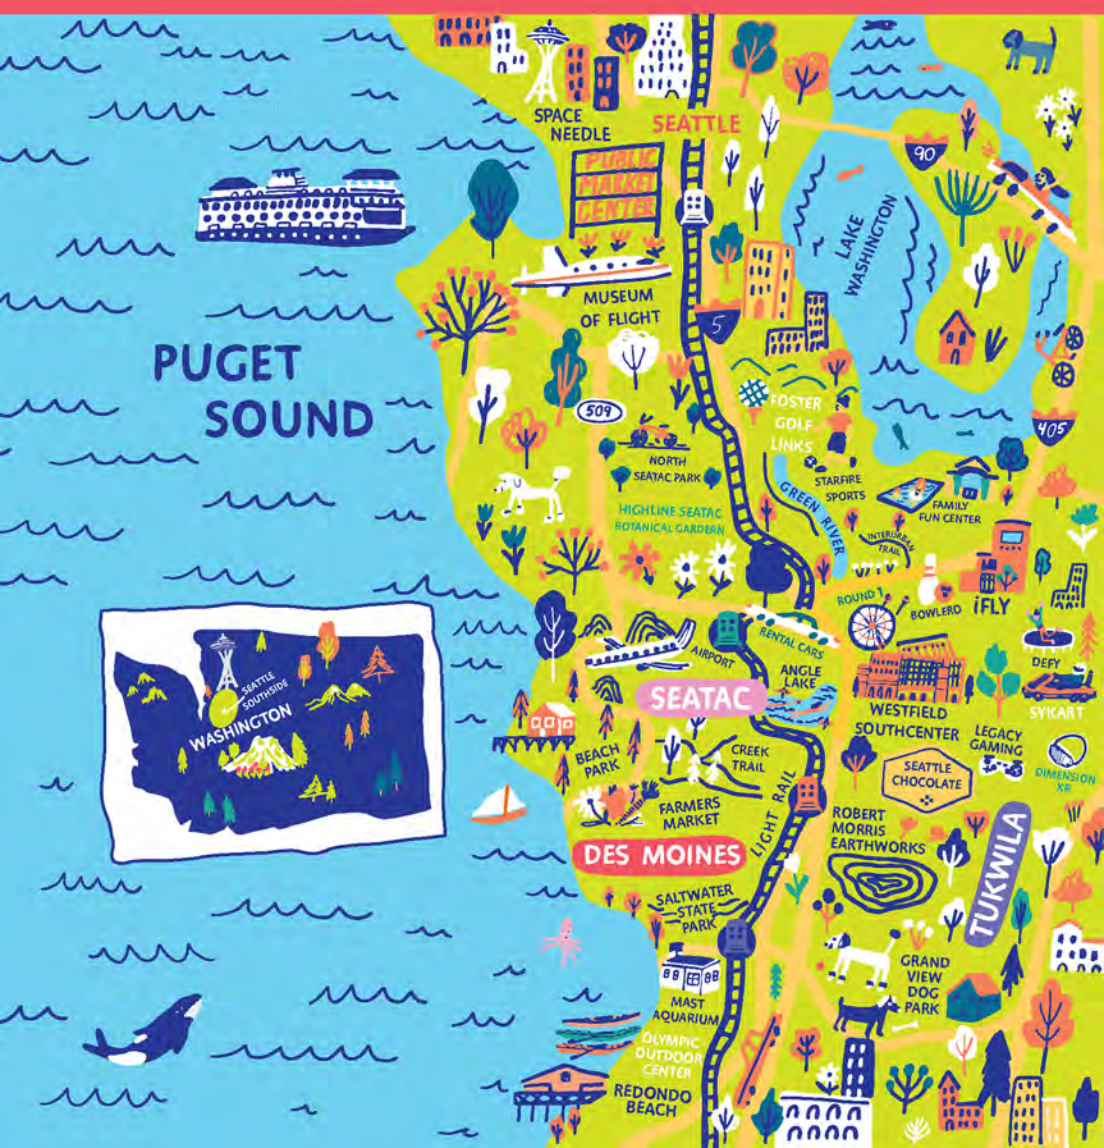 SPACE
NEEDLE
SEATTLE
PUBLIC
MARKET
CENTER
90
LAKE
WASHINGTON
MUSEUM
OF FLIGHT
5
PUGET
SOUND
509
FOSTER
GOLF
LINKS
405
NORTH
SEATAC PARK
STARFIRE
SPORTS
GREEN RIVER
FAMILY
FUN CENTER
HIGHLINE SEATAC
BOTANICAL GARDERN
INTERURBAN
TRAIL
ROUND 1
BOWLERO
iFLY
RENTAL CARS
AIRPORT
DEFY
ANGLE
LAKE
SEATAC
WESTFIELD
SOUTHCENTER
SYKART
SEATTLE
SOUTHSIDE
WASHINGTON
BEACH
PARK
CREEK
TRAIL
LEGACY
GAMING
SEATTLE
CHOCOLATE
DIMENSION
XR
FARMERS
MARKET
LIGHT RAIL
ROBERT
MORRIS
EARTHWORKS
DES MOINES
TUKWILA
SALTWATER
STATE
PARK
GRAND
VIEW
DOG
PARK
MAST
AQUARIUM
OLYMPIC
OUTDOOR
CENTER
REDONDO
BEACH